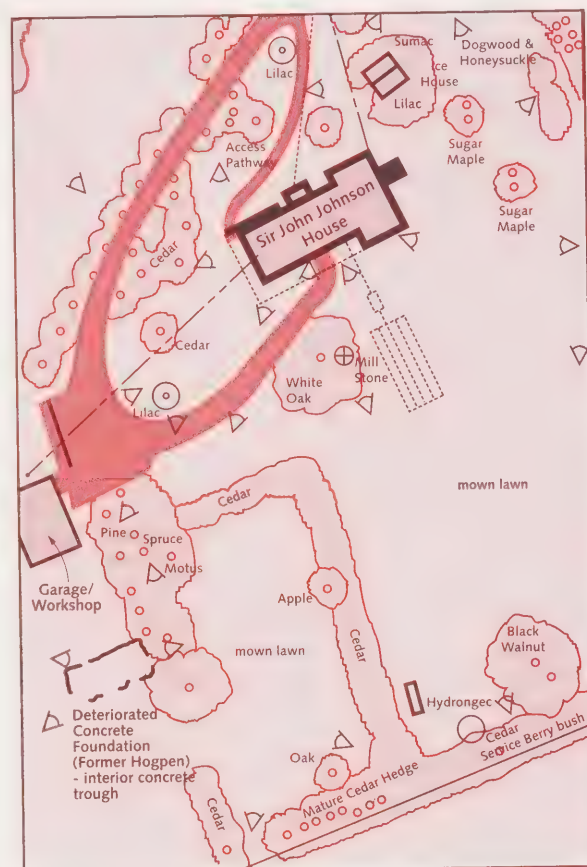 Sumac
Ice
House
Lilac
Dogwood &
Honeysuckle
Lilac
Sugar
Maple
Access
Pathway
Sugar
Maple
Sir John Johnson
House
Cedar
Cedar
White
Oak
Mill
Stone
Lilac
mown lawn
Cedar
Pine
Spruce
Motus
Garage/
Workshop
Apple
mown lawn
Cedar
Black
Walnut
Hydrongec
Deteriorated
Concrete
Foundation
(Former Hogpen)
- interior concrete
trough
Cedar
Service Berry bush
Oak
Mature Cedar Hedge
Cedar